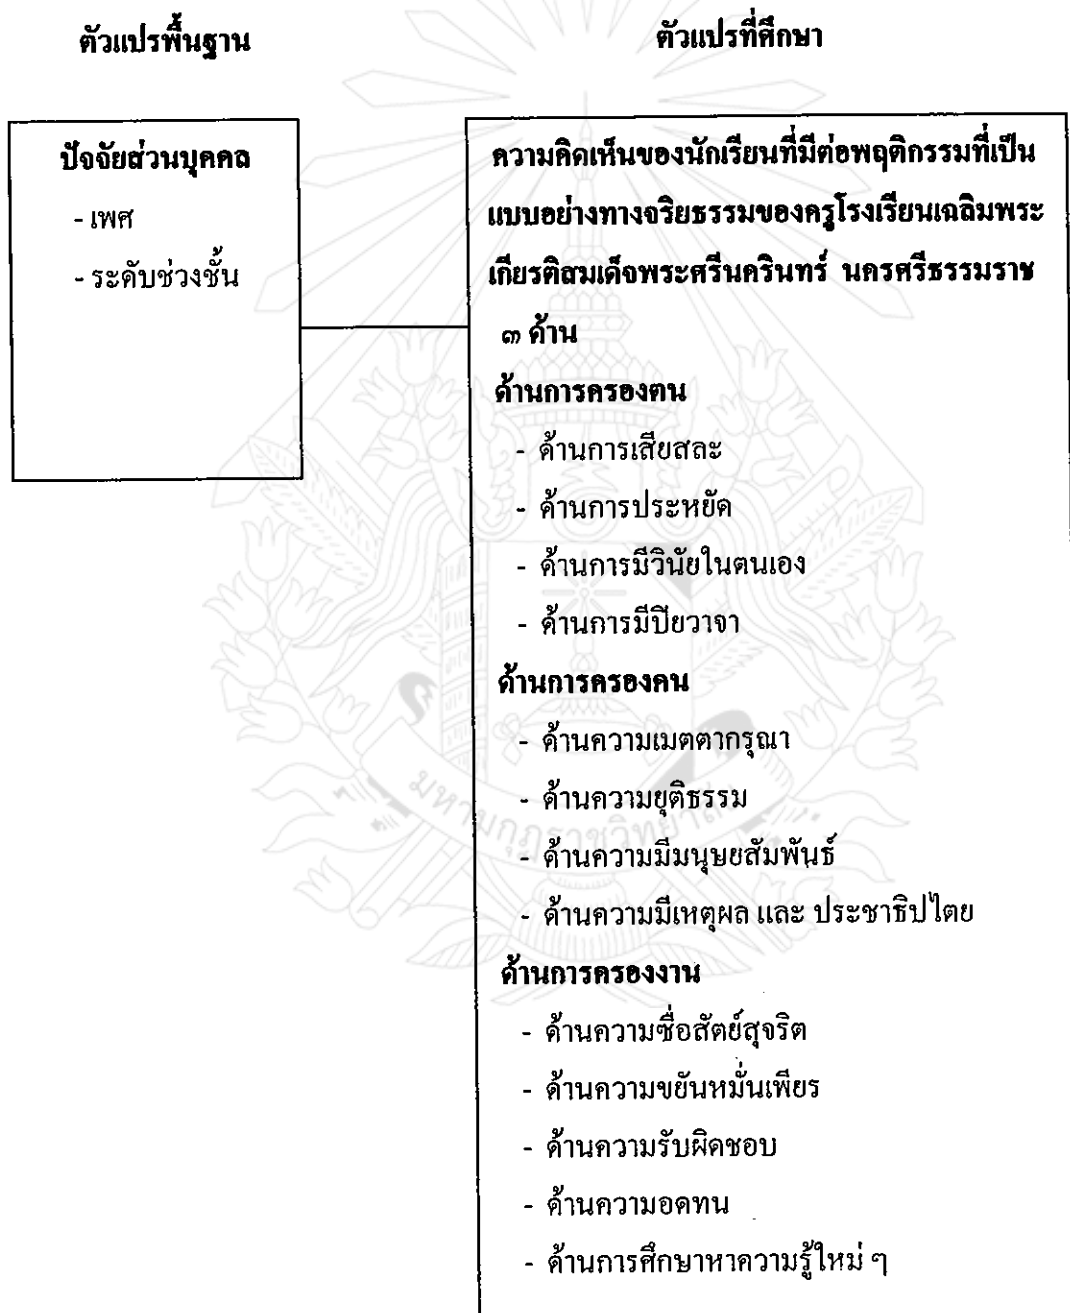 ตัวแปรพื้นฐาน
ตัวแปรที่ศึกษา
ปัจจัยส่วนบุคคล
- เพศ
- ระดับช่วงชั้น
ความคิดเห็นของนักเรียนที่มีต่อพฤติกรรมที่เป็น
แบบอย่างทางจริยธรรมของครูโรงเรียนเฉลิมพระ
เกียรติสมเด็จพระศรีนครินทร์ นครศรีธรรมราช
๓ ด้าน
ด้านการครองตน
- ด้านการเสียสละ
- ด้านการประหยัด
- ด้านการมีวินัยในตนเอง
- ด้านการมีปิยวาจา
ด้านการครองคน
- ด้านความเมตตากรุณา
- ด้านความยุติธรรม
- ด้านความมีมนุษยสัมพันธ์
- ด้านความมีเหตุผล และ ประชาธิปไตย
ด้านการครองงาน
- ด้านความซื่อสัตย์สุจริต
- ด้านความขยันหมั่นเพียร
- ด้านความรับผิดชอบ
- ด้านความอดทน
- ด้านการศึกษาหาความรู้ใหม่ ๆ
มหามกุฏราชวิทยาลัย